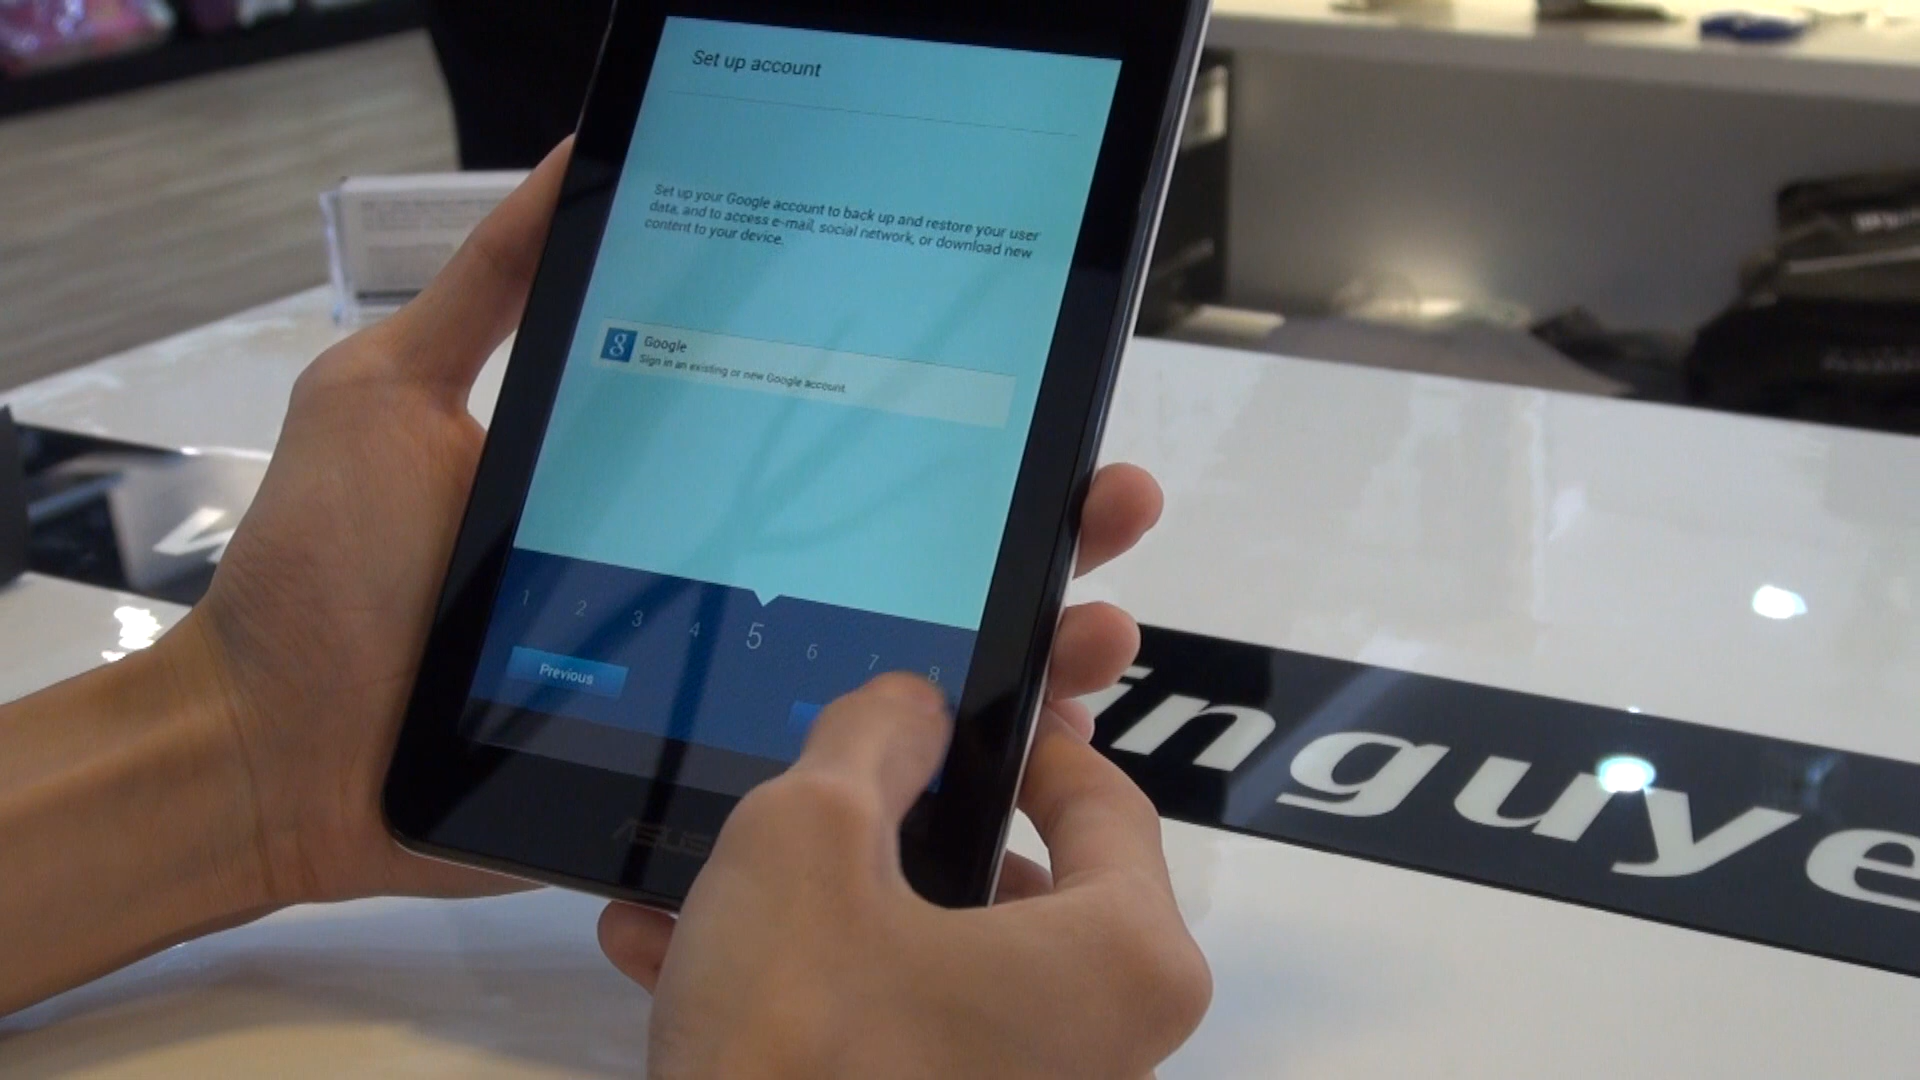 Set up account
Set up your Google account to back up and restore your user
data, and to access e-mail, social network, or download new
content to your device.
g
Google
Sign in an existing or new Google account
1 2 3 4 5 6 7 8
Previous
ASUS
inguye